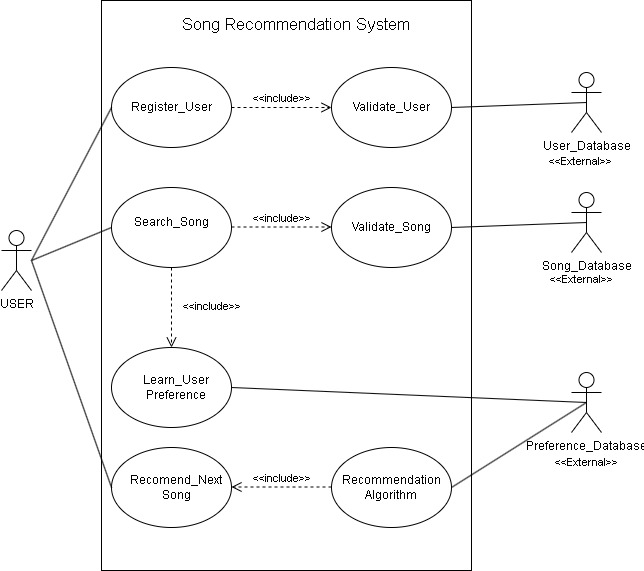 Song Recommendation System
Register_User
<<include>>
Validate_User
User_Database
<<External>>
Search_Song
<<include>>
Validate_Song
Song_Database
<<External>>
USER
<<include>>
Learn_User
Preference
Preference_Database
<<External>>
Recomend_Next
Song
<<include>>
Recommendation
Algorithm